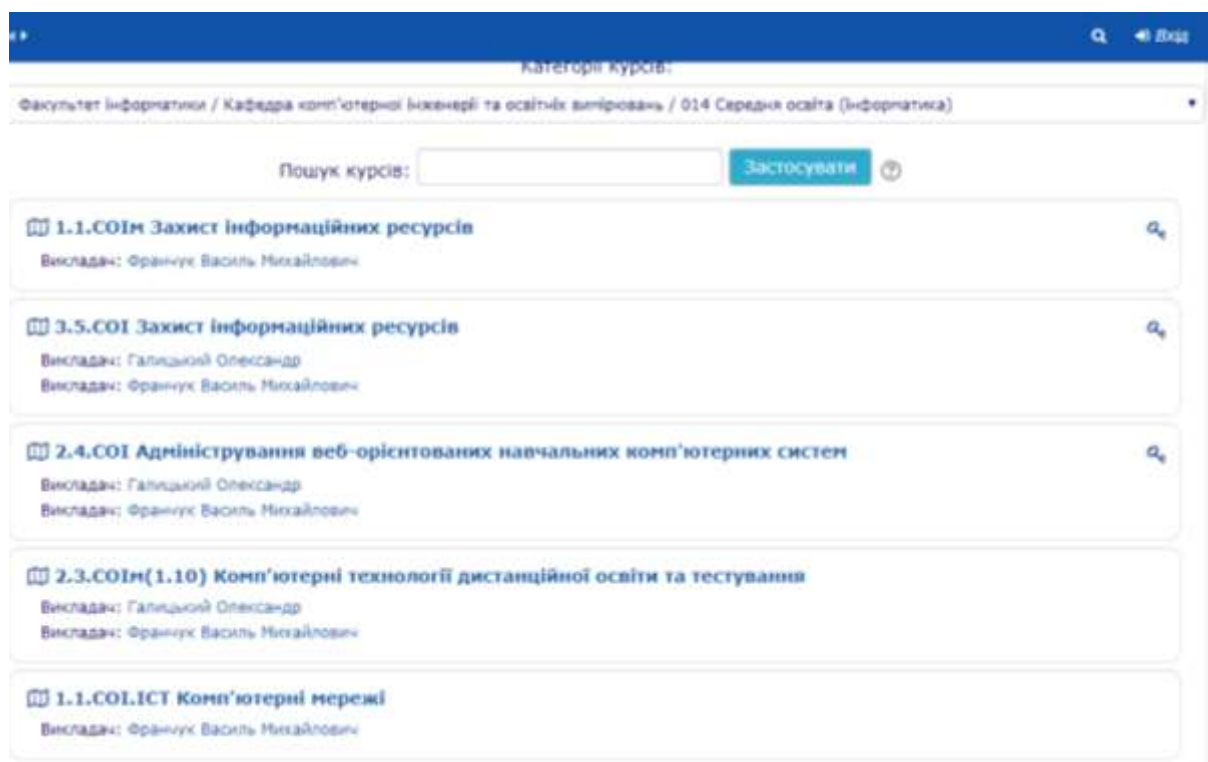 Вхід
Категорії курсів:
Факультет інформатики / Кафедра комп'ютерної інженерії та освітніх вимірювань / 014 Середня освіта (Інформатика)
Пошук курсів: Застосувати
1.1.СОІм Захист інформаційних ресурсів
Викладач: Франчук Василь Михайлович
3.5.СОІ Захист інформаційних ресурсів
Викладач: Галицький Олександр
Викладач: Франчук Василь Михайлович
2.4.СОІ Адміністрування веб-орієнтованих навчальних комп'ютерних систем
Викладач: Галицький Олександр
Викладач: Франчук Василь Михайлович
2.3.СОІм(1.10) Комп'ютерні технології дистанційної освіти та тестування
Викладач: Галицький Олександр
Викладач: Франчук Василь Михайлович
1.1.СОІ.ІСТ Комп'ютерні мережі
Викладач: Франчук Василь Михайлович